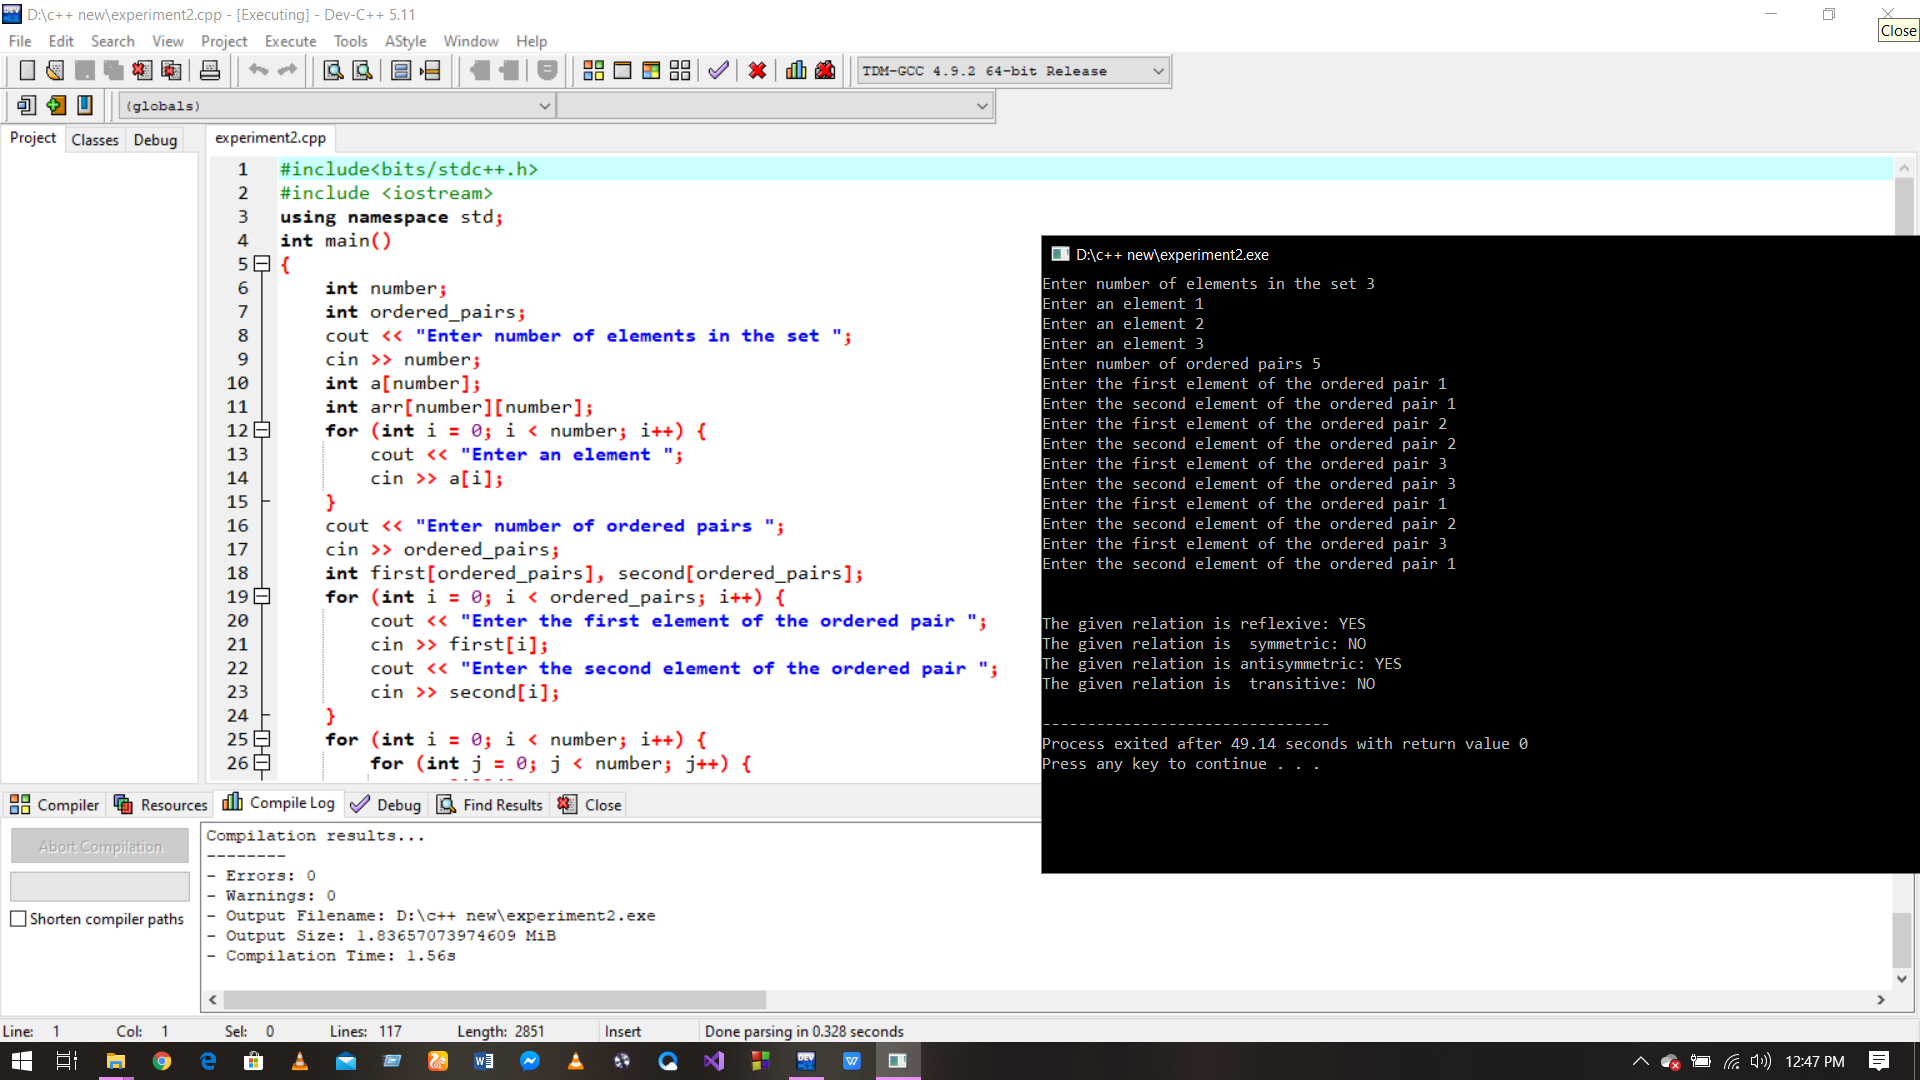 D:\c++ new\experiment2.cpp - [Executing] - Dev-C++ 5.11
Close
File Edit Search View Project Execute Tools AStyle Window Help
TDM-GCC 4.9.2 64-bit Release
(globals)
Project Classes Debug
experiment2.cpp
1 #include<bits/stdc++.h>
2 #include <iostream>
3 using namespace std;
4 int main()
5 {
6 int number;
7 int ordered_pairs;
8 cout << "Enter number of elements in the set ";
9 cin >> number;
10 int a[number];
11 int arr[number][number];
12 for (int i = 0; i < number; i++) {
13 cout << "Enter an element ";
14 cin >> a[i];
15 }
16 cout << "Enter number of ordered pairs ";
17 cin >> ordered_pairs;
18 int first[ordered_pairs], second[ordered_pairs];
19 for (int i = 0; i < ordered_pairs; i++) {
20 cout << "Enter the first element of the ordered pair ";
21 cin >> first[i];
22 cout << "Enter the second element of the ordered pair ";
23 cin >> second[i];
24 }
25 for (int i = 0; i < number; i++) {
26 for (int j = 0; j < number; j++) {
D:\c++ new\experiment2.exe
Enter number of elements in the set 3
Enter an element 1
Enter an element 2
Enter an element 3
Enter number of ordered pairs 5
Enter the first element of the ordered pair 1
Enter the second element of the ordered pair 1
Enter the first element of the ordered pair 2
Enter the second element of the ordered pair 2
Enter the first element of the ordered pair 3
Enter the second element of the ordered pair 3
Enter the first element of the ordered pair 1
Enter the second element of the ordered pair 2
Enter the first element of the ordered pair 3
Enter the second element of the ordered pair 1
The given relation is reflexive: YES
The given relation is  symmetric: NO
The given relation is antisymmetric: YES
The given relation is  transitive: NO
--------------------------------
Process exited after 49.14 seconds with return value 0
Press any key to continue . . .
Compiler Resources Compile Log Debug Find Results Close
Abort Compilation
Shorten compiler paths
Compilation results...
--------
- Errors: 0
- Warnings: 0
- Output Filename: D:\c++ new\experiment2.exe
- Output Size: 1.83657073974609 MiB
- Compilation Time: 1.56s
Line: 1 Col: 1 Sel: 0 Lines: 117 Length: 2851 Insert Done parsing in 0.328 seconds
12:47 PM